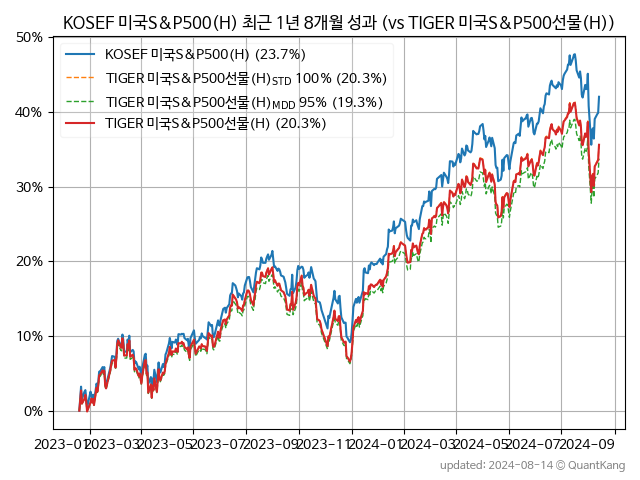 KOSEF 미국S&P500(H) 최근 1년 8개월 성과 (vs TIGER 미국S&P500선물(H))
KOSEF 미국S&P500(H) (23.7%)
TIGER 미국S&P500선물(H)STD 100% (20.3%)
TIGER 미국S&P500선물(H)MDD 95% (19.3%)
TIGER 미국S&P500선물(H) (20.3%)
50%
40%
30%
20%
10%
0%
2023-01 2023-03 2023-05 2023-07 2023-09 2023-11 2024-01 2024-03 2024-05 2024-07 2024-09
updated: 2024-08-14 ⓒ QuantKang